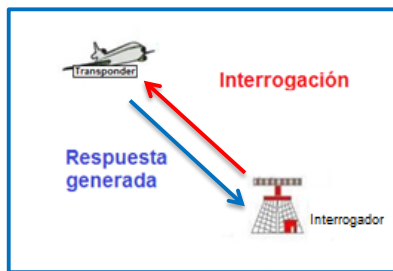 Transponder
Interrogación
Respuesta
generada
Interrogador